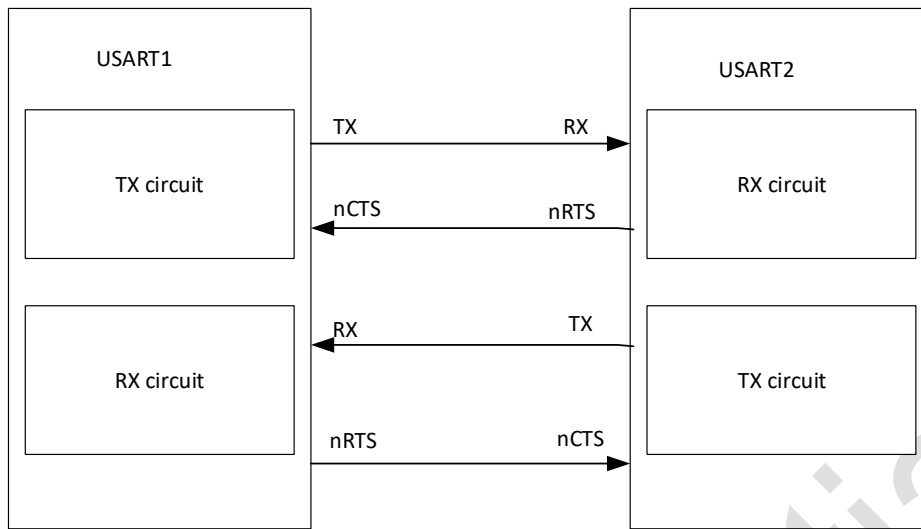 USART1
USART2
TX circuit
TX
RX
RX circuit
nCTS
nRTS
RX circuit
RX
TX
TX circuit
nRTS
nCTS